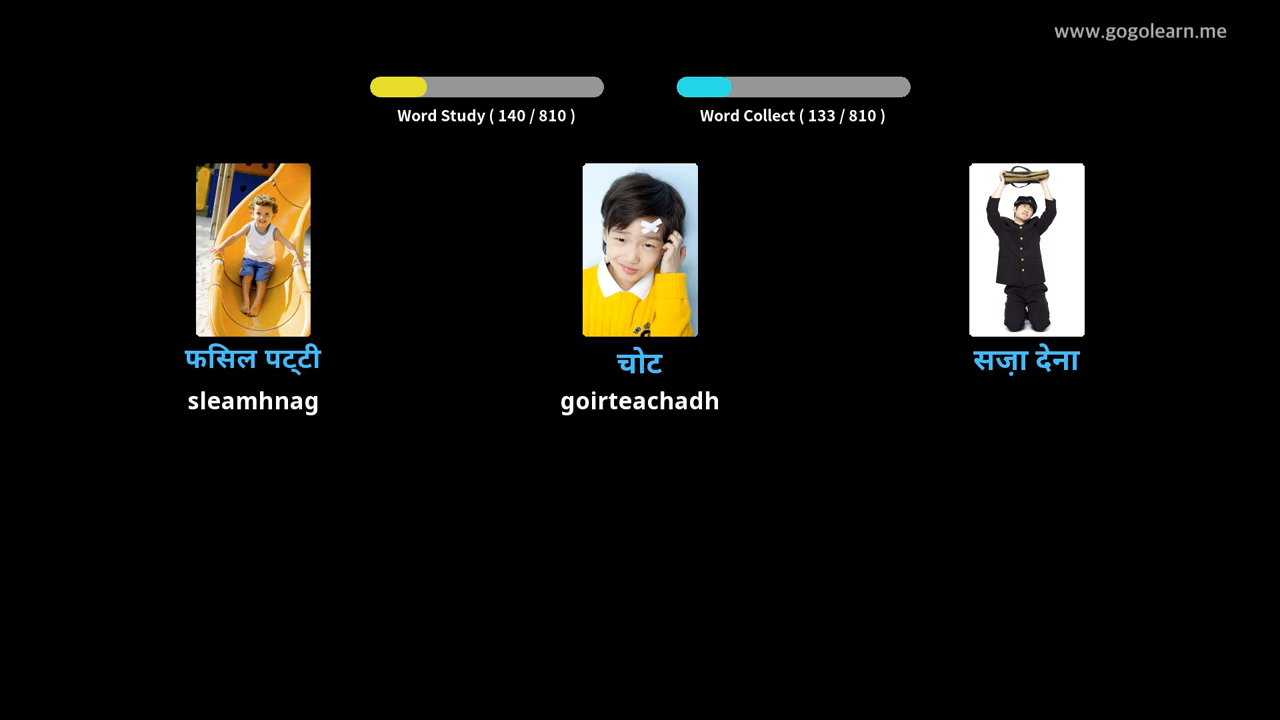 www.gogolearn.me
Word Study ( 140 / 810 )
Word Collect ( 133 / 810 )
फसिल पट्टी
sleamhnag
चोट
goirteachadh
सज़ा देना